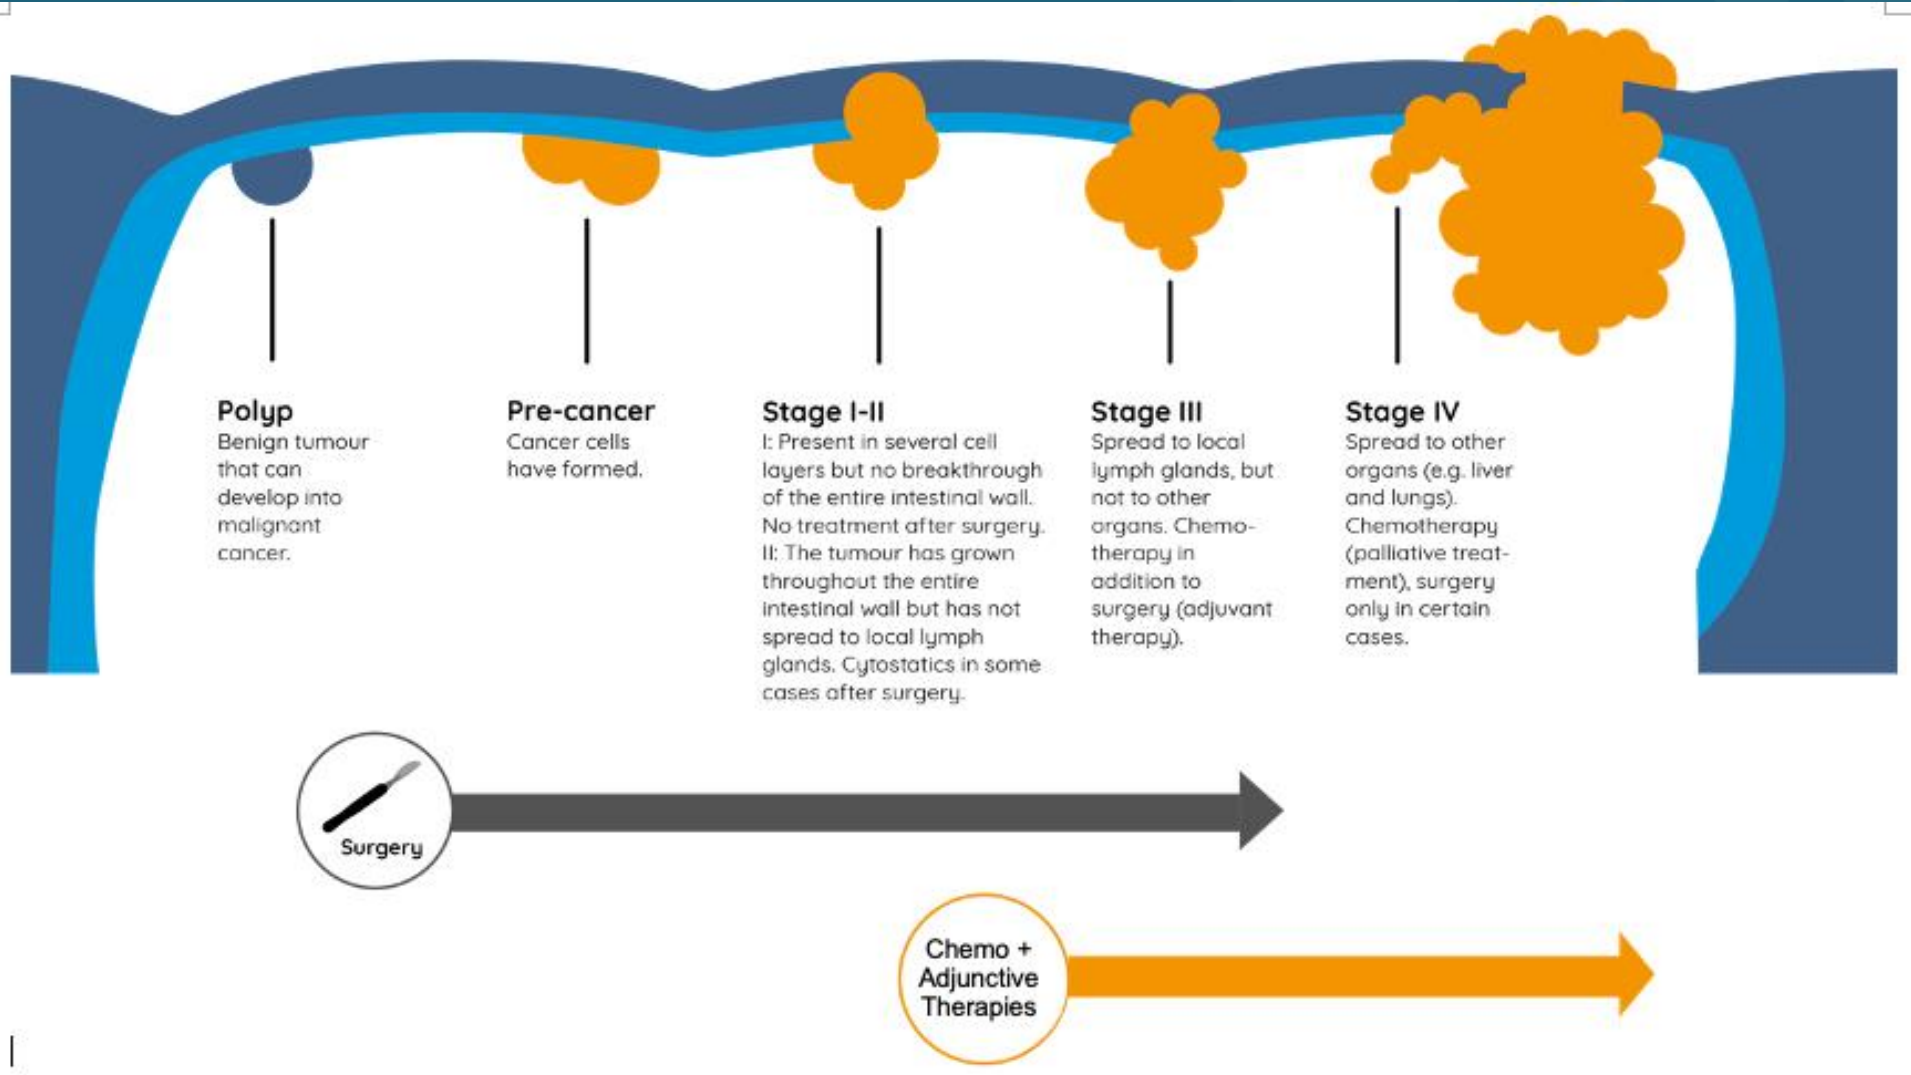 Polyp
Benign tumour
that can
develop into
malignant
cancer.
Pre-cancer
Cancer cells
have formed.
Stage I-II
I: Present in several cell
layers but no breakthrough
of the entire intestinal wall.
No treatment after surgery.
II: The tumour has grown
throughout the entire
intestinal wall but has not
spread to local lymph
glands. Cytostatics in some
cases after surgery.
Stage III
Spread to local
lymph glands, but
not to other
organs. Chemo-
therapy in
addition to
surgery (adjuvant
therapy).
Stage IV
Spread to other
organs (e.g. liver
and lungs).
Chemotherapy
(palliative treat-
ment), surgery
only in certain
cases.
Surgery
Chemo +
Adjunctive
Therapies